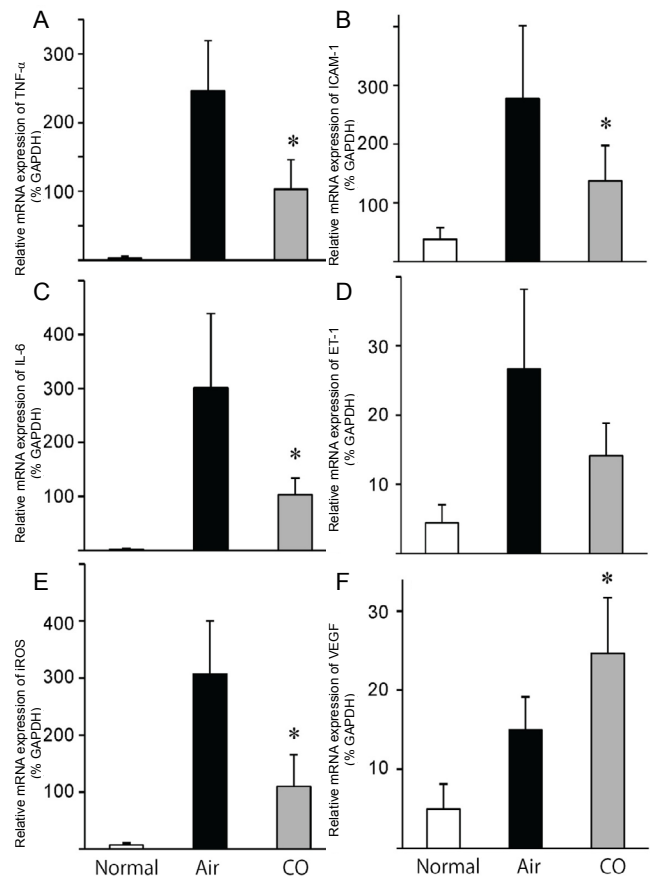 A
Relative mRNA expression of TNF-α
(% GAPDH)
300
200
100
*
B
Relative mRNA expression of ICAM-1
(% GAPDH)
300
200
100
*
C
Relative mRNA expression of IL-6
(% GAPDH)
400
300
200
100
*
D
Relative mRNA expression of ET-1
(% GAPDH)
30
20
10
E
Relative mRNA expression of iROS
(% GAPDH)
400
300
200
100
*
Normal Air CO
F
Relative mRNA expression of VEGF
(% GAPDH)
30
20
10
*
Normal Air CO